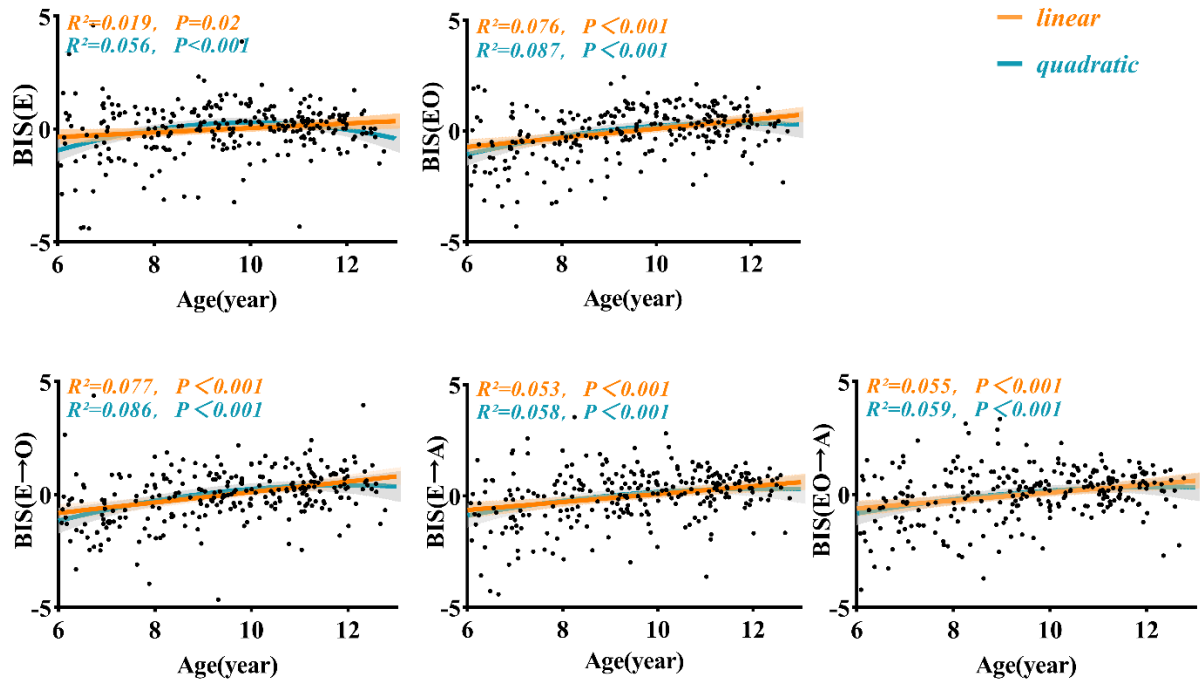 R²=0.019, P=0.02
R²=0.056, P<0.001
5
0
-5
BIS(E)
6 8 10 12
Age(year)
R²=0.076, P＜0.001
R²=0.087, P＜0.001
5
0
-5
BIS(EO)
6 8 10 12
Age(year)
linear
quadratic
R²=0.077, P＜0.001
R²=0.086, P＜0.001
5
0
-5
BIS(E→O)
6 8 10 12
Age(year)
R²=0.053, P＜0.001
R²=0.058, P＜0.001
5
0
-5
BIS(E→A)
6 8 10 12
Age(year)
R²=0.055, P＜0.001
R²=0.059, P＜0.001
5
0
-5
BIS(EO→A)
6 8 10 12
Age(year)